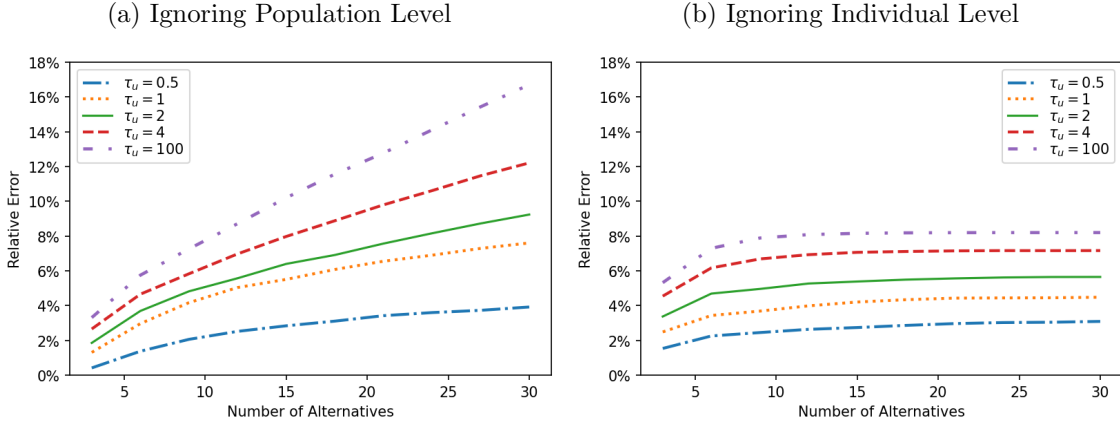 (a) Ignoring Population Level
18%
16%
14%
12%
10%
8%
6%
4%
2%
0%
Relative Error
τu = 0.5
τu = 1
τu = 2
τu = 4
τu = 100
5 10 15 20 25 30
Number of Alternatives
(b) Ignoring Individual Level
18%
16%
14%
12%
10%
8%
6%
4%
2%
0%
Relative Error
τu = 0.5
τu = 1
τu = 2
τu = 4
τu = 100
5 10 15 20 25 30
Number of Alternatives